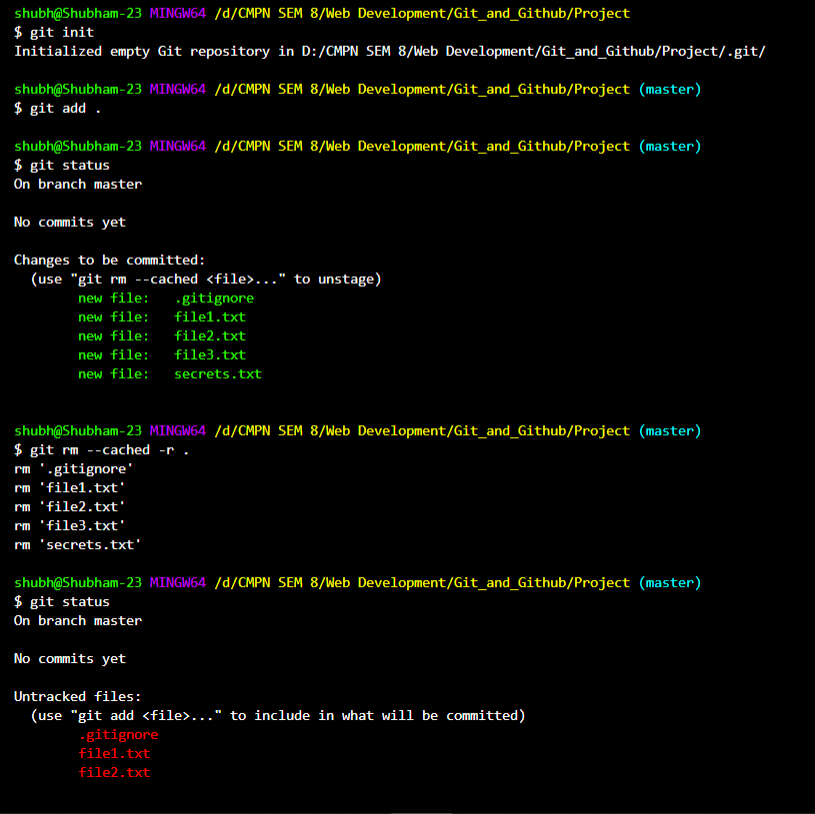 shubh@Shubham-23 MINGW64 /d/CMPN SEM 8/Web Development/Git_and_Github/Project
$ git init
Initialized empty Git repository in D:/CMPN SEM 8/Web Development/Git_and_Github/Project/.git/
shubh@Shubham-23 MINGW64 /d/CMPN SEM 8/Web Development/Git_and_Github/Project (master)
$ git add .
shubh@Shubham-23 MINGW64 /d/CMPN SEM 8/Web Development/Git_and_Github/Project (master)
$ git status
On branch master
No commits yet
Changes to be committed:
(use "git rm --cached <file>..." to unstage)
new file: .gitignore
new file: file1.txt
new file: file2.txt
new file: file3.txt
new file: secrets.txt
shubh@Shubham-23 MINGW64 /d/CMPN SEM 8/Web Development/Git_and_Github/Project (master)
$ git rm --cached -r .
rm '.gitignore'
rm 'file1.txt'
rm 'file2.txt'
rm 'file3.txt'
rm 'secrets.txt'
shubh@Shubham-23 MINGW64 /d/CMPN SEM 8/Web Development/Git_and_Github/Project (master)
$ git status
On branch master
No commits yet
Untracked files:
(use "git add <file>..." to include in what will be committed)
.gitignore
file1.txt
file2.txt